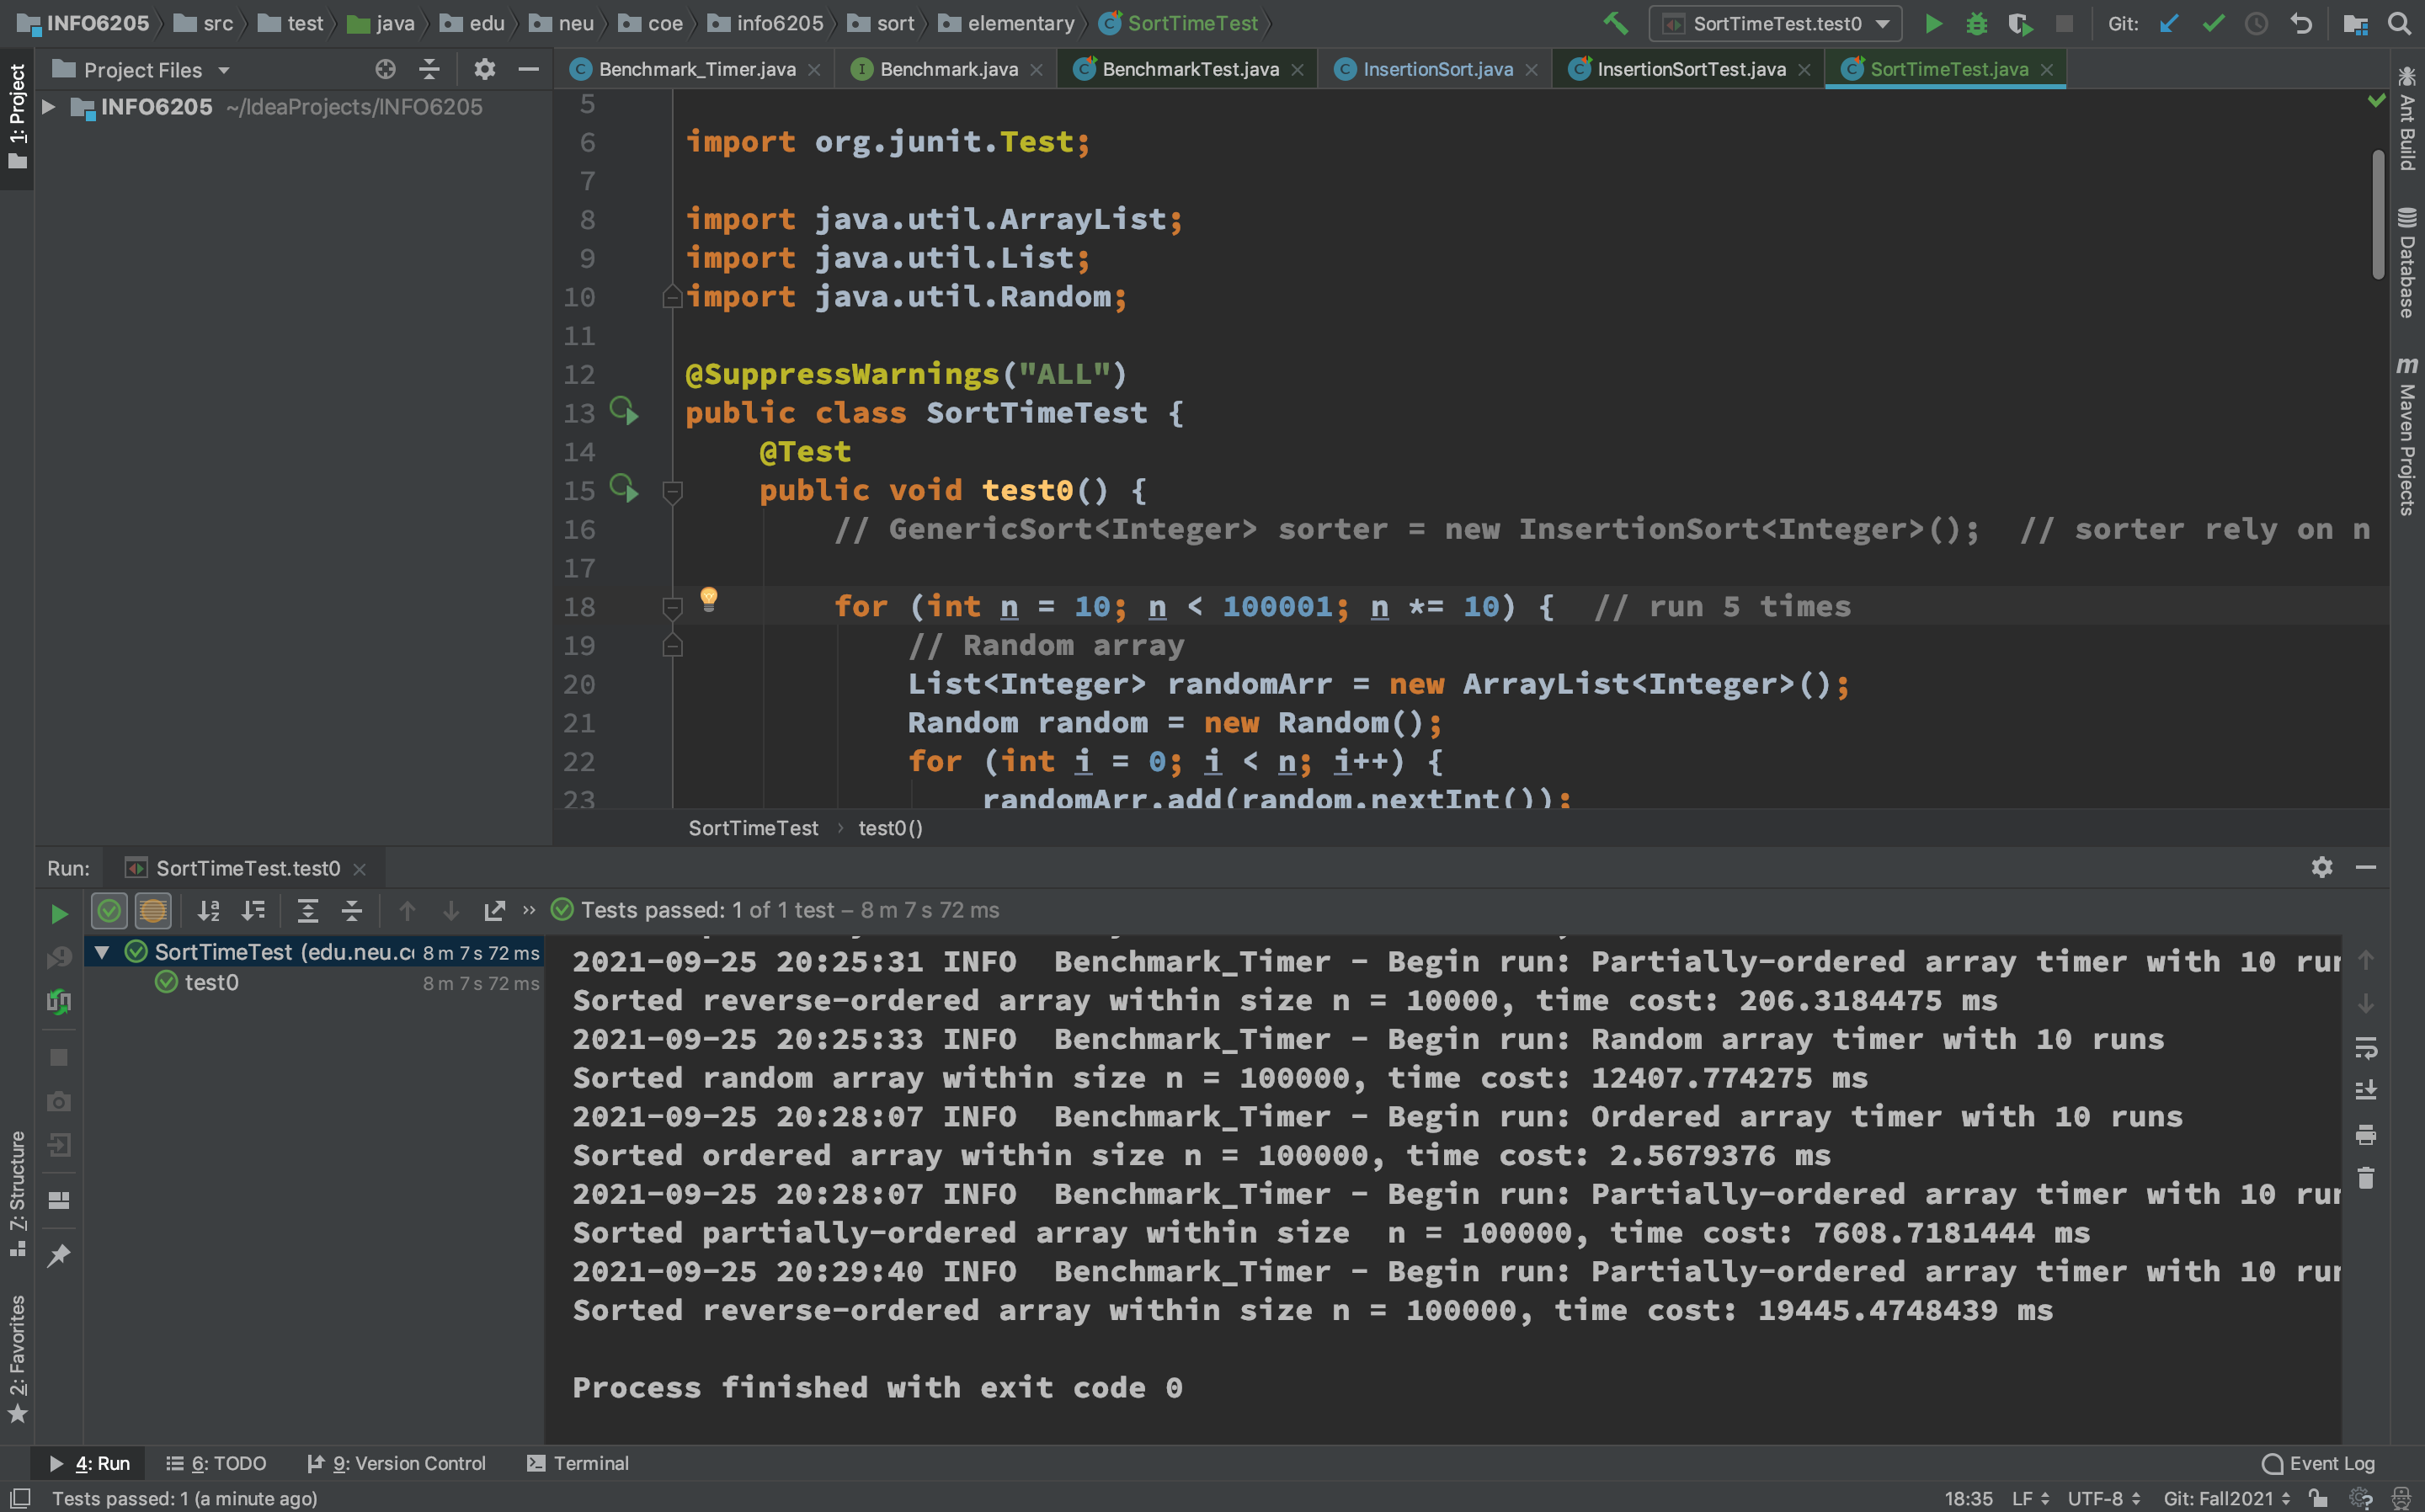 INFO6205 src test java edu neu coe info6205 sort elementary SortTimeTest
SortTimeTest.test0 Git:
1: Project
Project Files
Benchmark_Timer.java Benchmark.java BenchmarkTest.java InsertionSort.java InsertionSortTest.java SortTimeTest.java
INFO6205 ~/IdeaProjects/INFO6205
5
6 import org.junit.Test;
7
8 import java.util.ArrayList;
9 import java.util.List;
10 import java.util.Random;
11
12 @SuppressWarnings("ALL")
13 public class SortTimeTest {
14 @Test
15 public void test0() {
16 // GenericSort<Integer> sorter = new InsertionSort<Integer>();  // sorter rely on n
17
18 for (int n = 10; n < 100001; n *= 10) {  // run 5 times
19 // Random array
20 List<Integer> randomArr = new ArrayList<Integer>();
21 Random random = new Random();
22 for (int i = 0; i < n; i++) {
23 randomArr.add(random.nextInt());
SortTimeTest › test0()
Ant Build
Database
m Maven Projects
Run: SortTimeTest.test0
» Tests passed: 1 of 1 test – 8 m 7 s 72 ms
SortTimeTest (edu.neu.c 8 m 7 s 72 ms
test0 8 m 7 s 72 ms
2021-09-25 20:25:31 INFO  Benchmark_Timer - Begin run: Partially-ordered array timer with 10 run
Sorted reverse-ordered array within size n = 10000, time cost: 206.3184475 ms
2021-09-25 20:25:33 INFO  Benchmark_Timer - Begin run: Random array timer with 10 runs
Sorted random array within size n = 100000, time cost: 12407.774275 ms
2021-09-25 20:28:07 INFO  Benchmark_Timer - Begin run: Ordered array timer with 10 runs
Sorted ordered array within size n = 100000, time cost: 2.5679376 ms
2021-09-25 20:28:07 INFO  Benchmark_Timer - Begin run: Partially-ordered array timer with 10 run
Sorted partially-ordered array within size  n = 100000, time cost: 7608.7181444 ms
2021-09-25 20:29:40 INFO  Benchmark_Timer - Begin run: Partially-ordered array timer with 10 run
Sorted reverse-ordered array within size n = 100000, time cost: 19445.4748439 ms
Process finished with exit code 0
7: Structure
2: Favorites
4: Run 6: TODO 9: Version Control Terminal Event Log
Tests passed: 1 (a minute ago) 18:35 LF UTF-8 Git: Fall2021